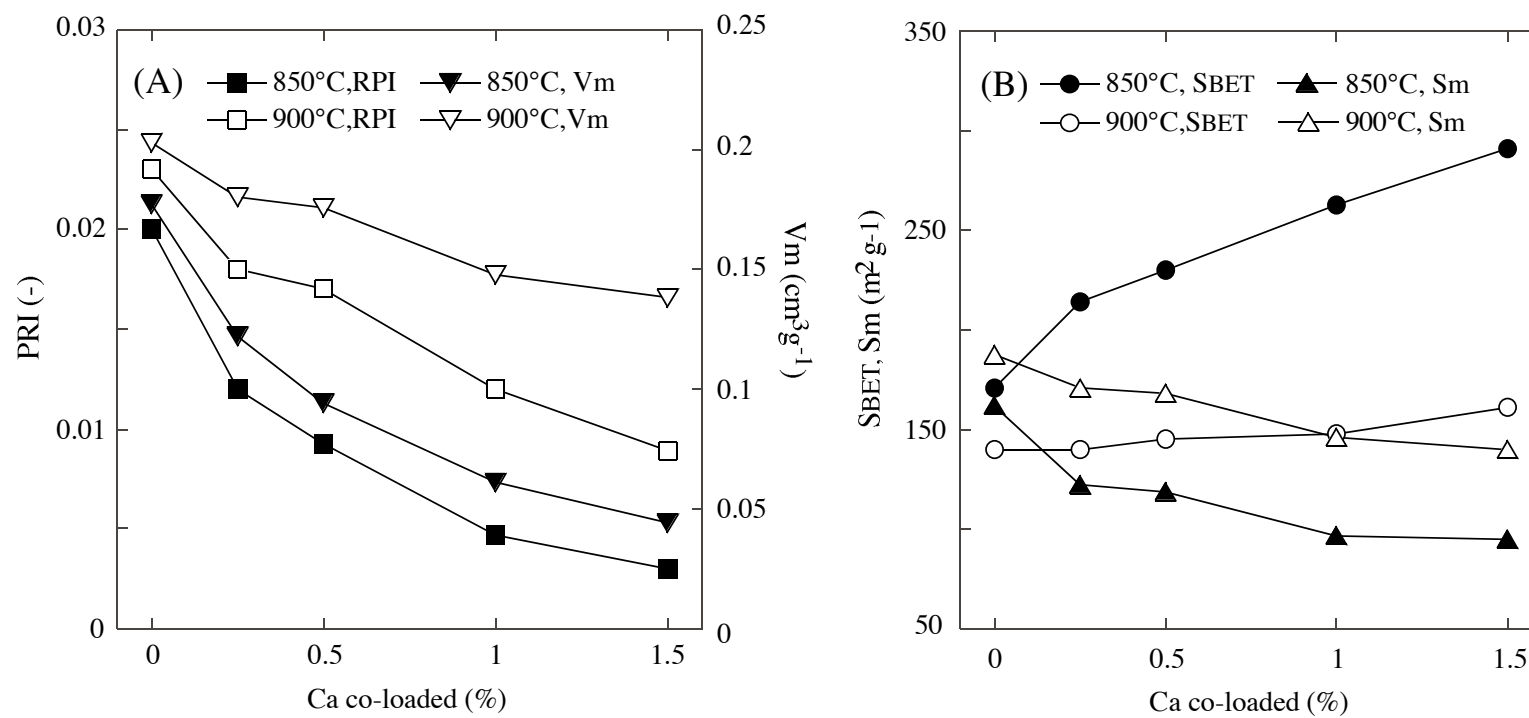 0.03
0.02
0.01
0
PRI (-)
(A)
850°C,RPI
850°C, Vm
900°C,RPI
900°C,Vm
0.25
0.2
0.15
0.1
0.05
0
Vm (cm3g-1)
0
0.5
1
1.5
Ca co-loaded (%)
350
250
150
50
SBET, Sm (m2 g-1)
(B)
850°C, SBET
850°C, Sm
900°C,SBET
900°C, Sm
0
0.5
1
1.5
Ca co-loaded (%)